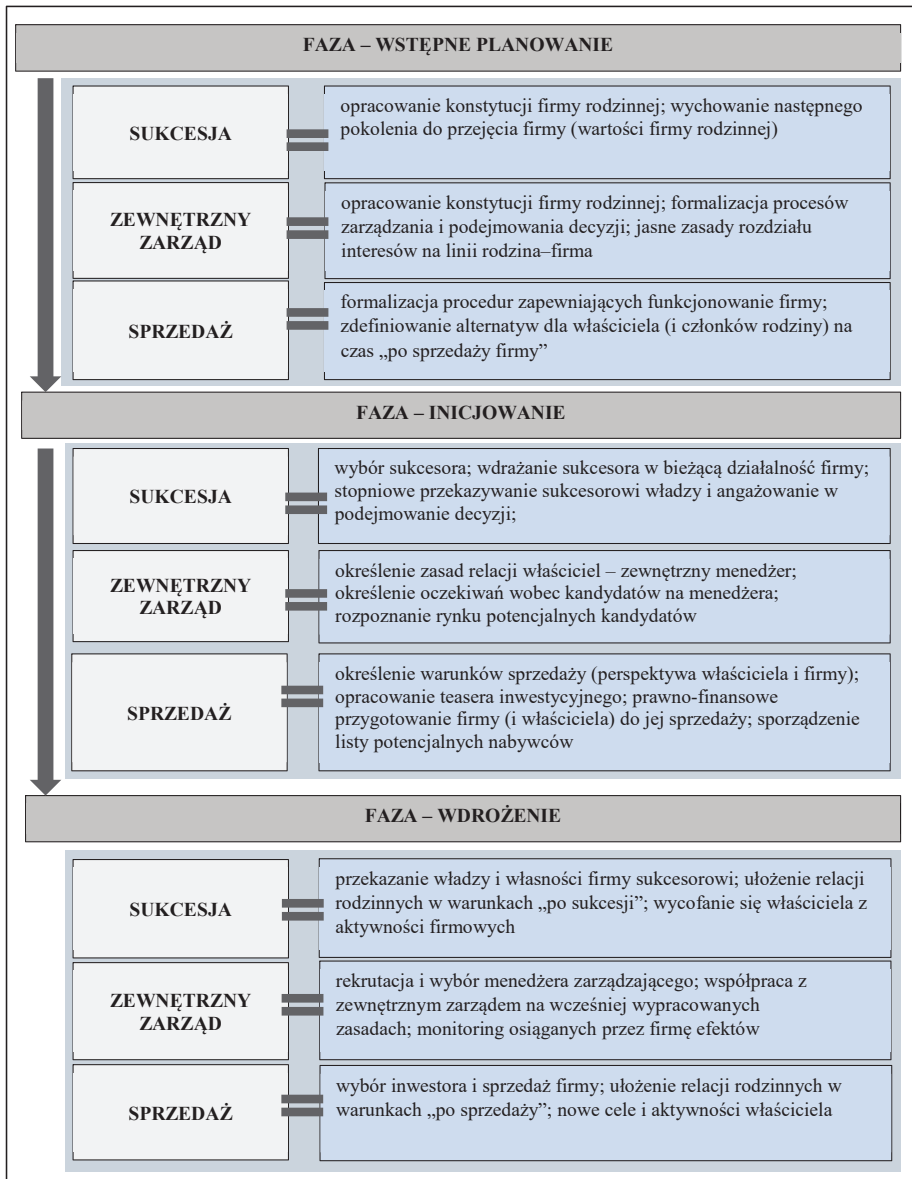 FAZA – WSTĘPNE PLANOWANIE
SUKCESJA
opracowanie konstytucji firmy rodzinnej; wychowanie następnego
pokolenia do przejęcia firmy (wartości firmy rodzinnej)
ZEWNĘTRZNY
ZARZĄD
opracowanie konstytucji firmy rodzinnej; formalizacja procesów
zarządzania i podejmowania decyzji; jasne zasady rozdziału
interesów na linii rodzina–firma
SPRZEDAŻ
formalizacja procedur zapewniających funkcjonowanie firmy;
zdefiniowanie alternatyw dla właściciela (i członków rodziny) na
czas „po sprzedaży firmy”
FAZA – INICJOWANIE
SUKCESJA
wybór sukcesora; wdrażanie sukcesora w bieżącą działalność firmy;
stopniowe przekazywanie sukcesorowi władzy i angażowanie w
podejmowanie decyzji;
ZEWNĘTRZNY
ZARZĄD
określenie zasad relacji właściciel – zewnętrzny menedżer;
określenie oczekiwań wobec kandydatów na menedżera;
rozpoznanie rynku potencjalnych kandydatów
SPRZEDAŻ
określenie warunków sprzedaży (perspektywa właściciela i firmy);
opracowanie teasera inwestycyjnego; prawno-finansowe
przygotowanie firmy (i właściciela) do jej sprzedaży; sporządzenie
listy potencjalnych nabywców
FAZA – WDROŻENIE
SUKCESJA
przekazanie władzy i własności firmy sukcesorowi; ułożenie relacji
rodzinnych w warunkach „po sukcesji”; wycofanie się właściciela z
aktywności firmowych
ZEWNĘTRZNY
ZARZĄD
rekrutacja i wybór menedżera zarządzającego; współpraca z
zewnętrznym zarządem na wcześniej wypracowanych
zasadach; monitoring osiąganych przez firmę efektów
SPRZEDAŻ
wybór inwestora i sprzedaż firmy; ułożenie relacji rodzinnych w
warunkach „po sprzedaży”; nowe cele i aktywności właściciela